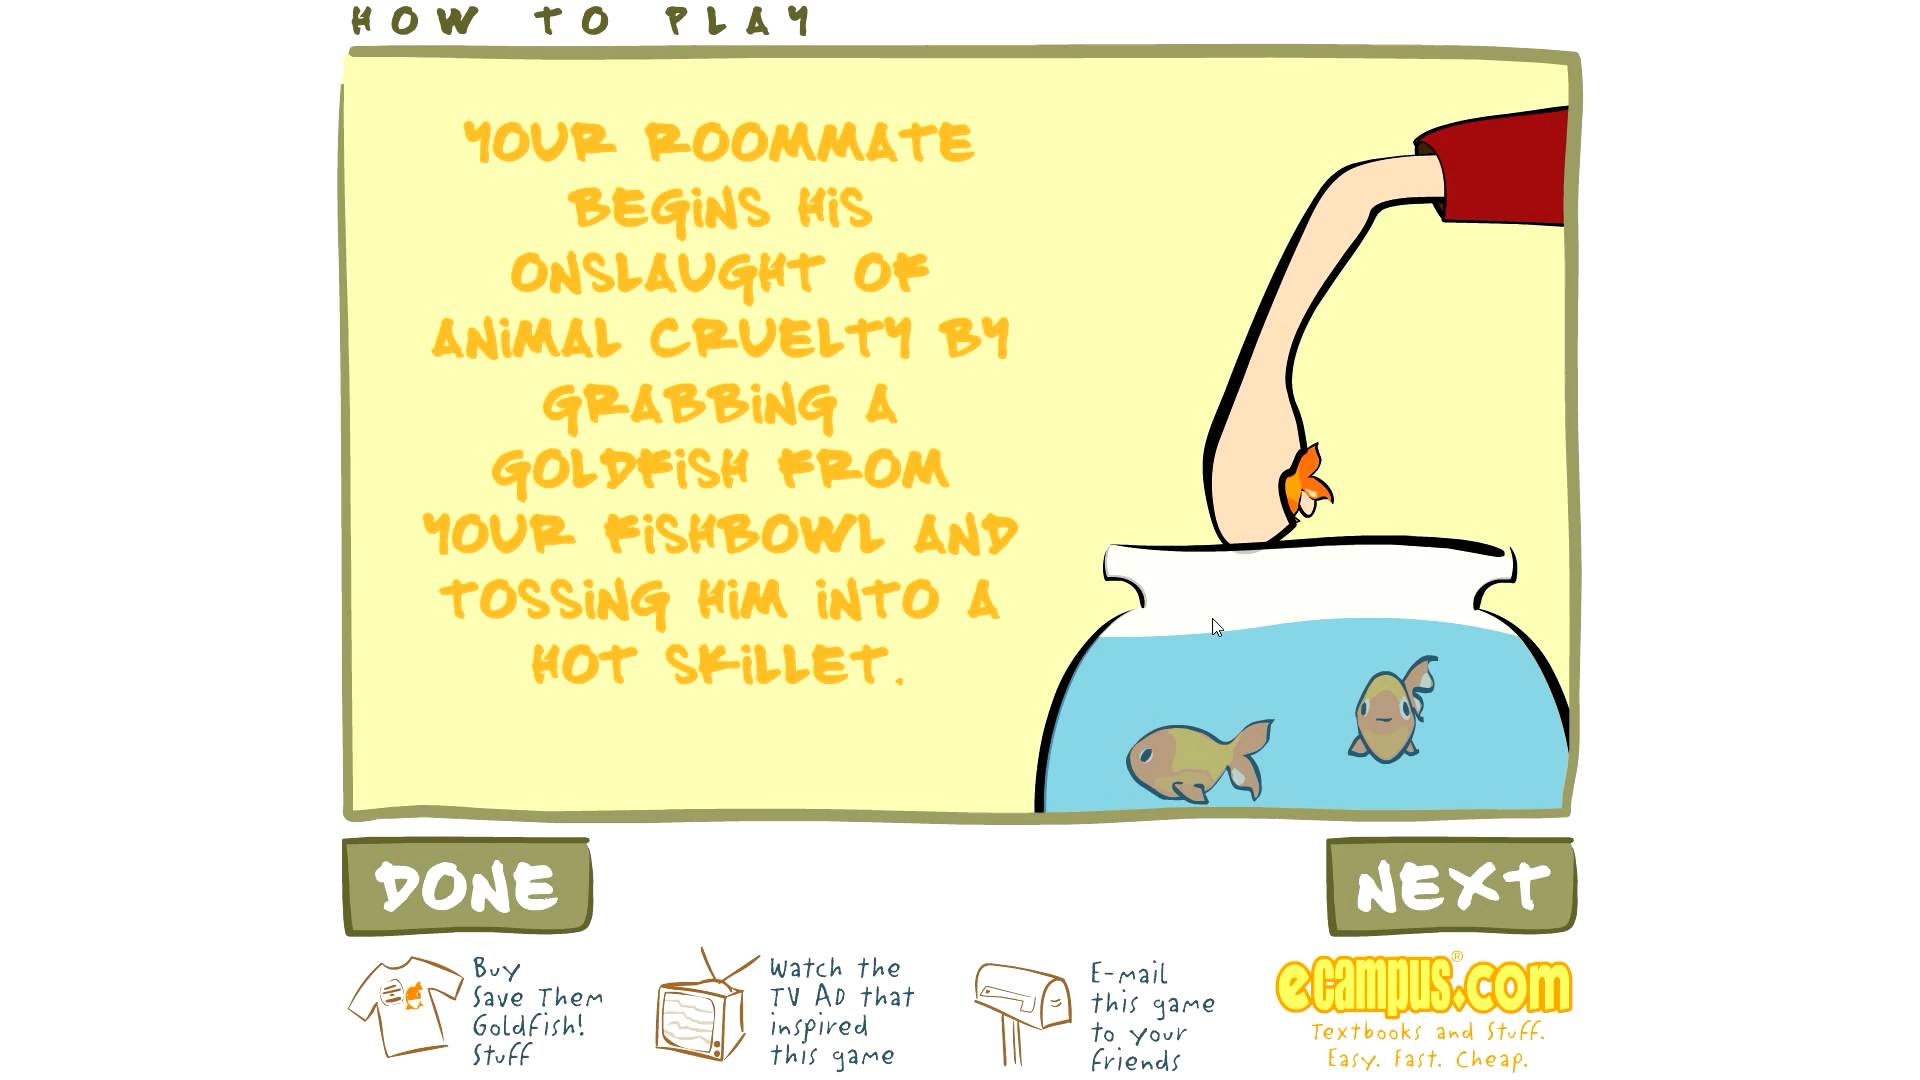 HOW TO PLAY
YOUR ROOMMATE
BEGINS HIS
ONSLAUGHT OF
ANIMAL CRUELTY BY
GRABBING A
GOLDFISH FROM
YOUR FISHBOWL AND
TOSSING HIM INTO A
HOT SKILLET.
DONE
NEXT
Buy
Save Them
Goldfish!
Stuff
Watch the
TV Ad that
inspired
this game
E-mail
this game
to your
friends
ecampus.com®
Textbooks and Stuff.
Easy. Fast. Cheap.